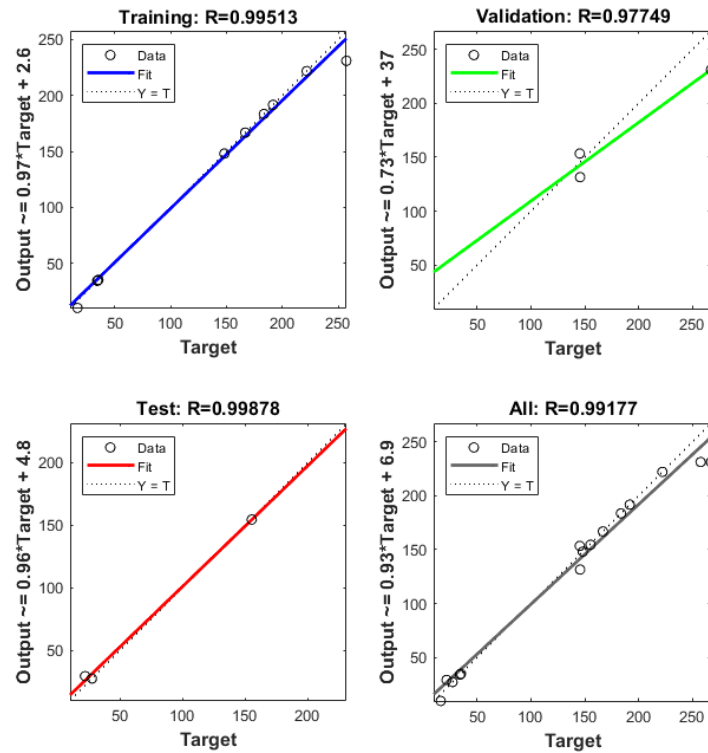 Training: R=0.99513
Output ~= 0.97*Target + 2.6
250
200
150
100
50
Data
Fit
Y = T
50
100
150
200
250
Target
Validation: R=0.97749
Output ~= 0.73*Target + 37
250
200
150
100
50
Data
Fit
Y = T
50
100
150
200
250
Target
Test: R=0.99878
Output ~= 0.96*Target + 4.8
200
150
100
50
Data
Fit
Y = T
50
100
150
200
Target
All: R=0.99177
Output ~= 0.93*Target + 6.9
250
200
150
100
50
Data
Fit
Y = T
50
100
150
200
250
Target